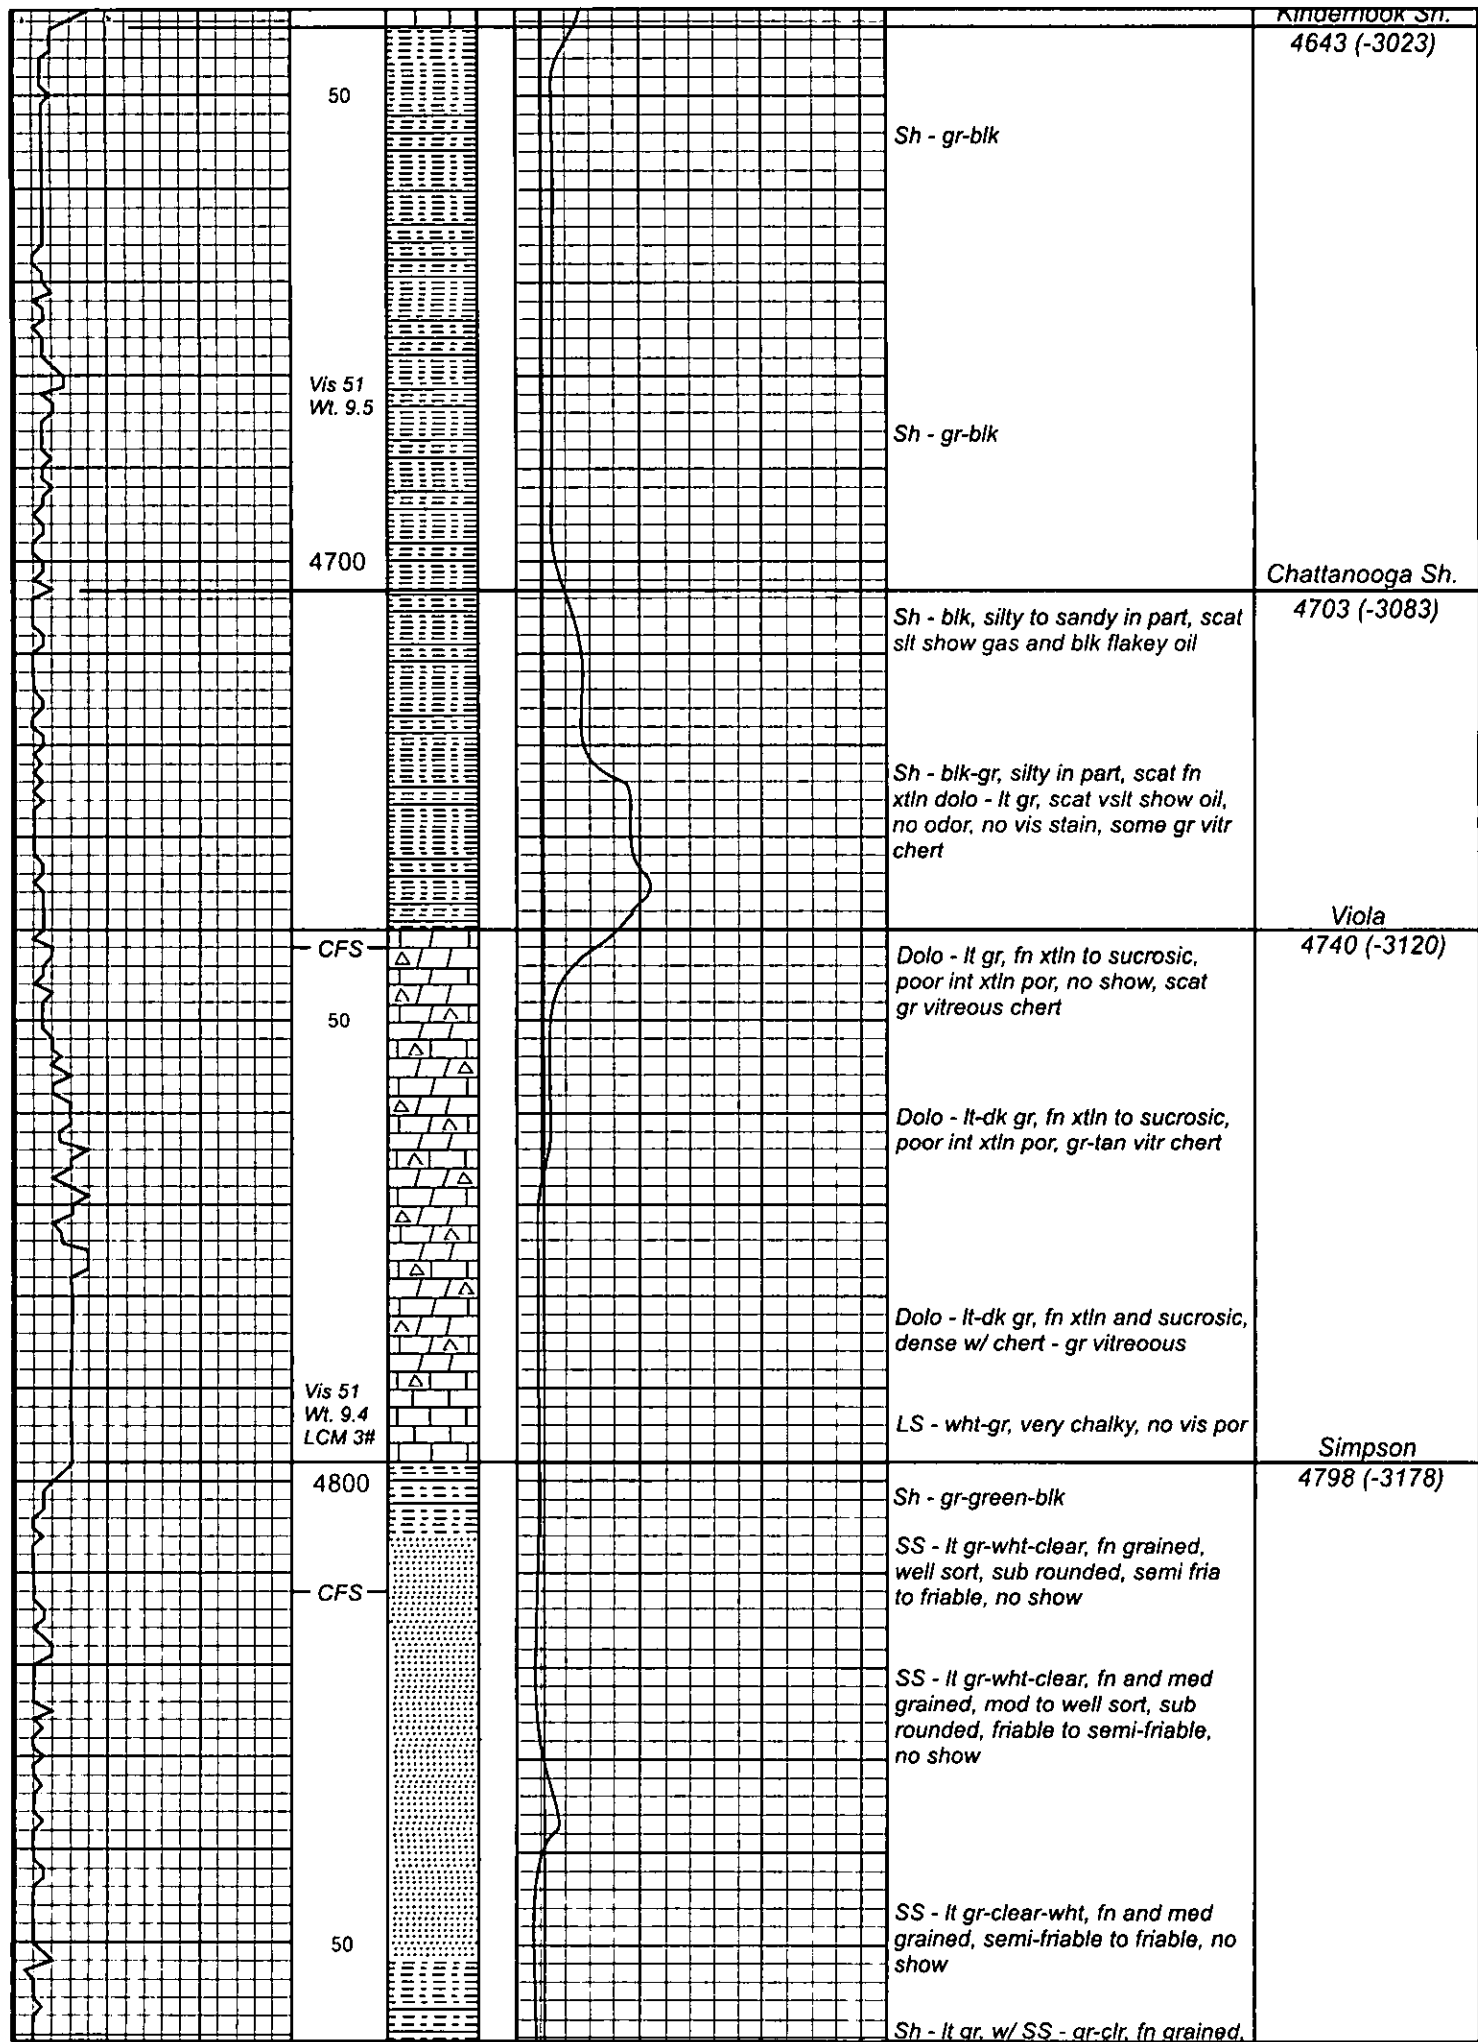 Kinderhook Sh.
4643 (-3023)
50
Sh - gr-blk
Vis 51
Wt. 9.5
Sh - gr-blk
4700
Chattanooga Sh.
4703 (-3083)
Sh - blk, silty to sandy in part, scat
slt show gas and blk flakey oil
Sh - blk-gr, silty in part, scat fn
xtln dolo - lt gr, scat vslt show oil,
no odor, no vis stain, some gr vitr
chert
Viola
4740 (-3120)
CFS
Dolo - lt gr, fn xtln to sucrosic,
poor int xtln por, no show, scat
gr vitreous chert
50
Dolo - lt-dk gr, fn xtln to sucrosic,
poor int xtln por, gr-tan vitr chert
Dolo - lt-dk gr, fn xtln and sucrosic,
dense w/ chert - gr vitreoous
Vis 51
Wt. 9.4
LCM 3#
LS - wht-gr, very chalky, no vis por
Simpson
4798 (-3178)
4800
Sh - gr-green-blk
SS - lt gr-wht-clear, fn grained,
well sort, sub rounded, semi fria
to friable, no show
CFS
SS - lt gr-wht-clear, fn and med
grained, mod to well sort, sub
rounded, friable to semi-friable,
no show
SS - lt gr-clear-wht, fn and med
grained, semi-friable to friable, no
show
50
Sh - lt gr, w/ SS - gr-clr, fn grained,